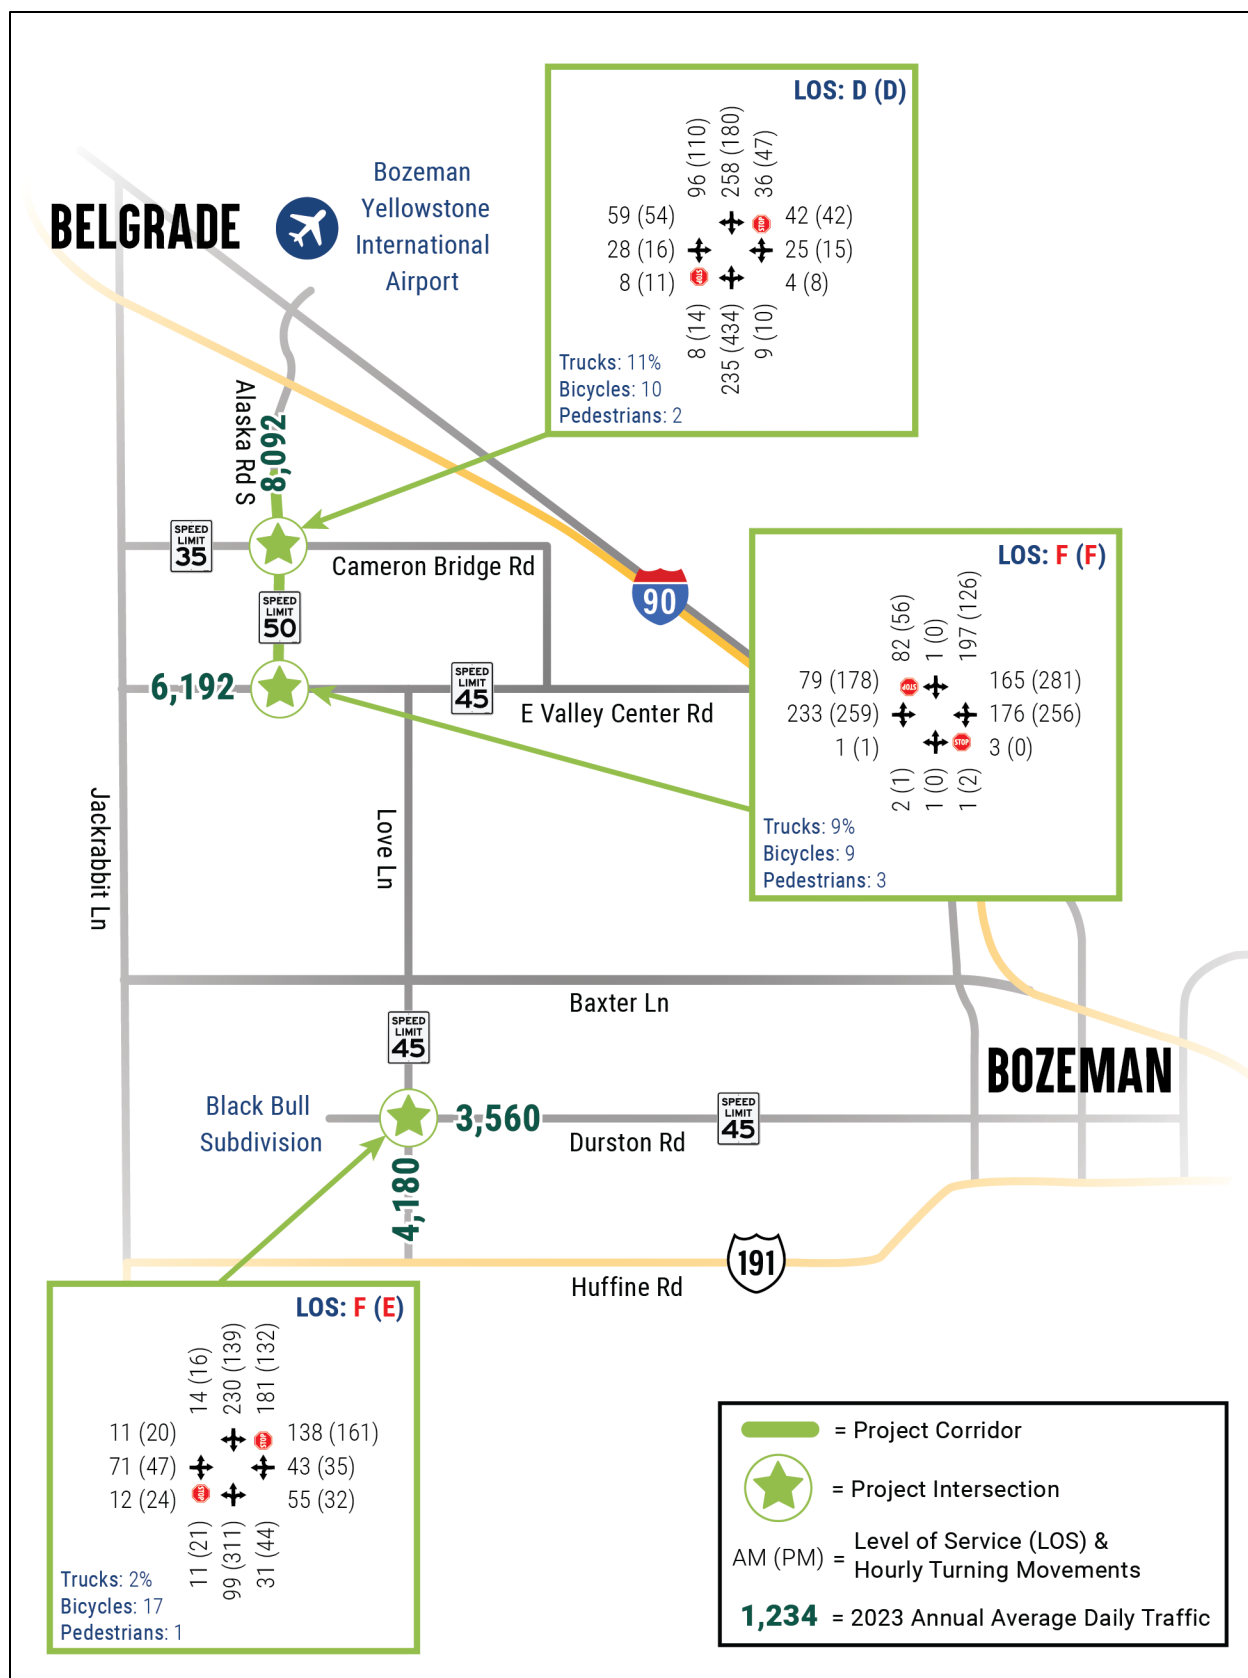 LOS: D (D)
96 (110)
258 (180)
36 (47)
59 (54)
28 (16)
8 (11)
STOP
42 (42)
25 (15)
4 (8)
STOP
8 (14)
235 (434)
9 (10)
Trucks: 11%
Bicycles: 10
Pedestrians: 2
BELGRADE
Bozeman
Yellowstone
International
Airport
Alaska Rd S
8,092
SPEED
LIMIT
35
Cameron Bridge Rd
90
SPEED
LIMIT
50
6,192
SPEED
LIMIT
45
E Valley Center Rd
LOS: F (F)
82 (56)
1 (0)
197 (126)
79 (178)
233 (259)
1 (1)
STOP
165 (281)
176 (256)
3 (0)
STOP
2 (1)
1 (0)
1 (2)
Trucks: 9%
Bicycles: 9
Pedestrians: 3
Jackrabbit Ln
Love Ln
Baxter Ln
SPEED
LIMIT
45
BOZEMAN
Black Bull
Subdivision
3,560
Durston Rd
SPEED
LIMIT
45
4,180
191
Huffine Rd
LOS: F (E)
14 (16)
230 (139)
181 (132)
11 (20)
71 (47)
12 (24)
STOP
138 (161)
43 (35)
55 (32)
STOP
11 (21)
99 (311)
31 (44)
Trucks: 2%
Bicycles: 17
Pedestrians: 1
= Project Corridor
= Project Intersection
AM (PM) = Level of Service (LOS) &
Hourly Turning Movements
1,234 = 2023 Annual Average Daily Traffic